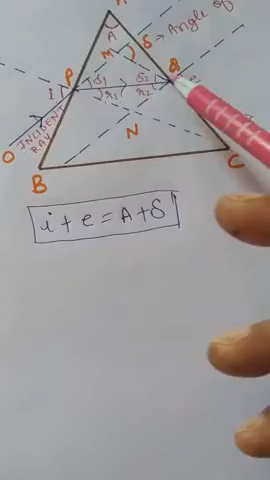 A
M
δ → Angle of
P
Q
i
δ₁
δ₂
e
r₁
r₂
N
O
INCIDENT
RAY
B
C
i + e = A + δ